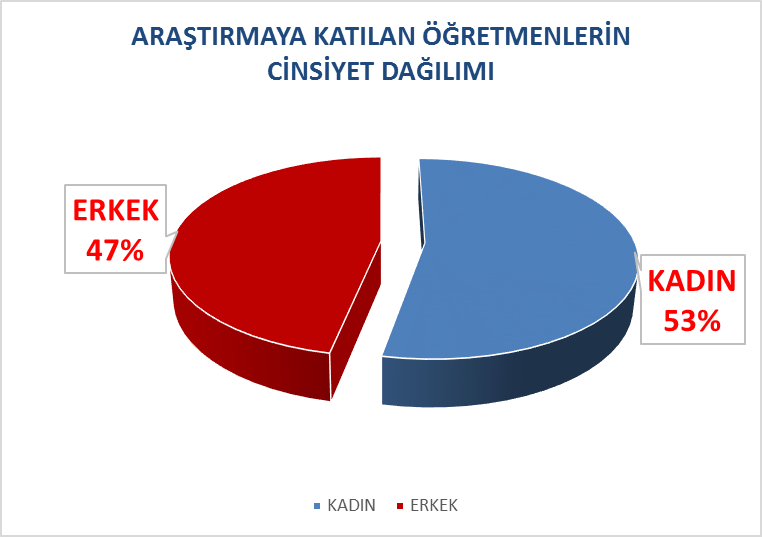 ARAŞTIRMAYA KATILAN ÖĞRETMENLERİN
CİNSİYET DAĞILIMI
ERKEK
47%
KADIN
53%
KADIN
ERKEK